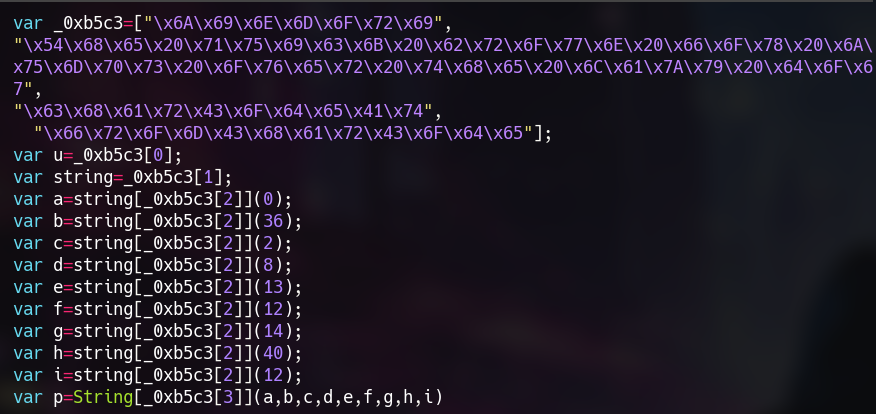 var _0xb5c3=["\x6A\x69\x6E\x6D\x6F\x72\x69",
"\x54\x68\x65\x20\x71\x75\x69\x63\x6B\x20\x62\x72\x6F\x77\x6E\x20\x66\x6F\x78\x20\x6A\
x75\x6D\x70\x73\x20\x6F\x76\x65\x72\x20\x74\x68\x65\x20\x6C\x61\x7A\x79\x20\x64\x6F\x6
7",
"\x63\x68\x61\x72\x43\x6F\x64\x65\x41\x74",
"\x66\x72\x6F\x6D\x43\x68\x61\x72\x43\x6F\x64\x65"];
var u=_0xb5c3[0];
var string=_0xb5c3[1];
var a=string[_0xb5c3[2]](0);
var b=string[_0xb5c3[2]](36);
var c=string[_0xb5c3[2]](2);
var d=string[_0xb5c3[2]](8);
var e=string[_0xb5c3[2]](13);
var f=string[_0xb5c3[2]](12);
var g=string[_0xb5c3[2]](14);
var h=string[_0xb5c3[2]](40);
var i=string[_0xb5c3[2]](12);
var p=String[_0xb5c3[3]](a,b,c,d,e,f,g,h,i)